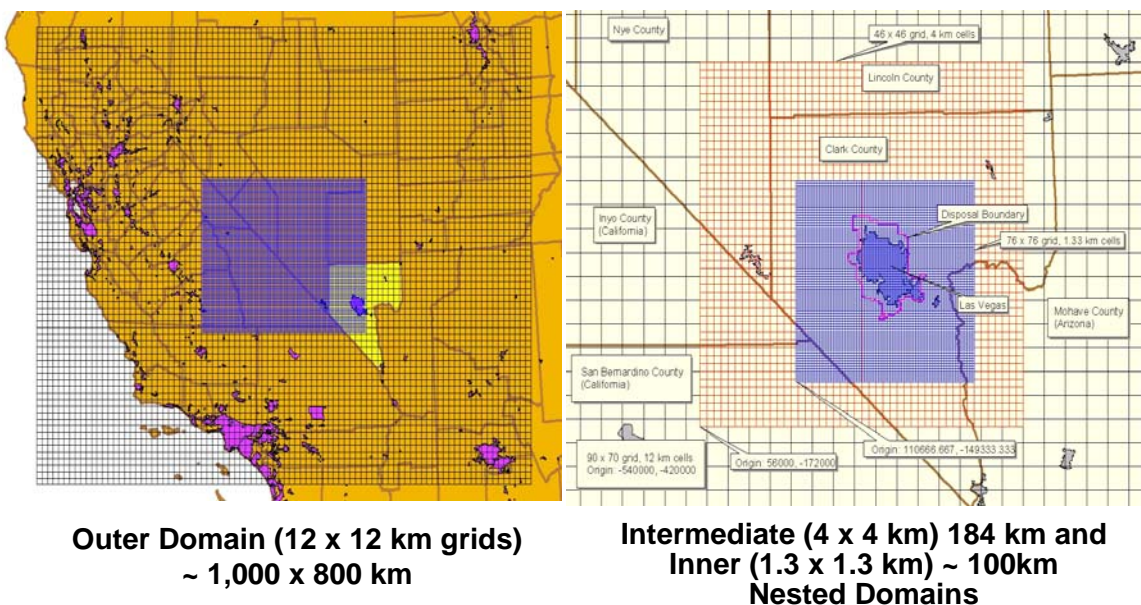 Nye County
46 x 46 grid, 4 km cells
Lincoln County
Clark County
Inyo County
(California)
Disposal Boundary
76 x 76 grid, 1.33 km cells
Las Vegas
Mohave County
(Arizona)
San Bernardino County
(California)
90 x 70 grid, 12 km cells
Origin: -540000, -420000
Origin: 56000, -172000
Origin: 110666.667, -149333.333
Outer Domain (12 x 12 km grids)
~ 1,000 x 800 km
Intermediate (4 x 4 km) 184 km and
Inner (1.3 x 1.3 km) ~ 100km
Nested Domains